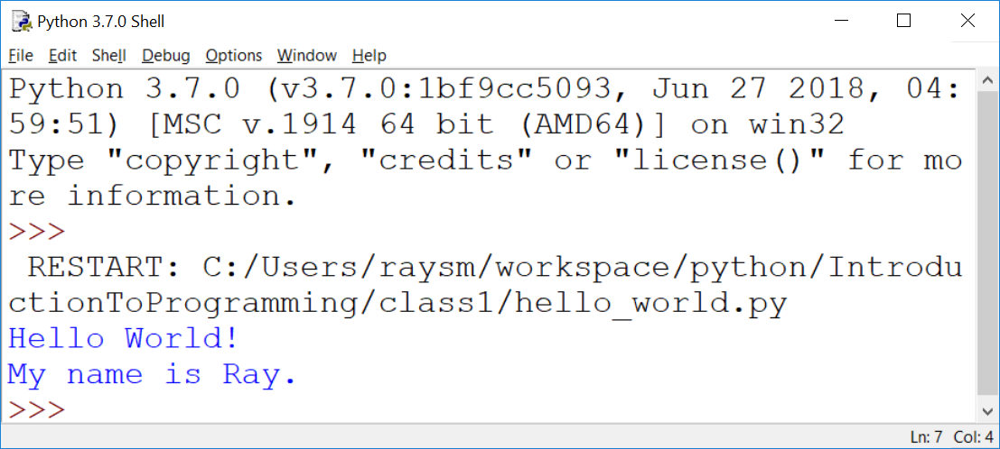 Python 3.7.0 Shell
File Edit Shell Debug Options Window Help
Python 3.7.0 (v3.7.0:1bf9cc5093, Jun 27 2018, 04:
59:51) [MSC v.1914 64 bit (AMD64)] on win32
Type "copyright", "credits" or "license()" for mo
re information.
>>>
 RESTART: C:/Users/raysm/workspace/python/Introdu
ctionToProgramming/class1/hello_world.py
Hello World!
My name is Ray.
>>>
Ln: 7 Col: 4